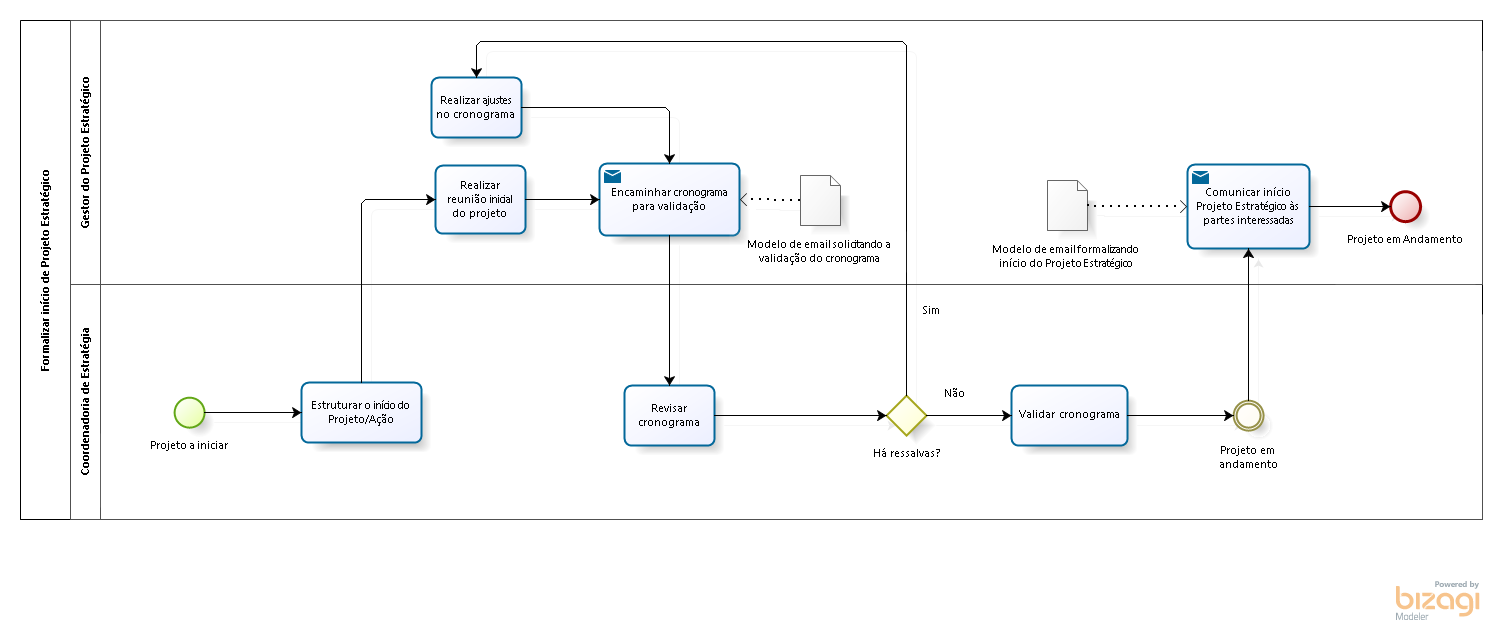 Formalizar início de Projeto Estratégico
Gestor do Projeto Estratégico
Realizar ajustes
no cronograma
Realizar
reunião inicial
do projeto
Encaminhar cronograma
para validação
Modelo de email solicitando a
validação do cronograma
Modelo de email formalizando
início do Projeto Estratégico
Comunicar início
Projeto Estratégico às
partes interessadas
Projeto em Andamento
Coordenadoria de Estratégia
Projeto a iniciar
Estruturar o início do
Projeto/Ação
Revisar
cronograma
Sim
Não
Há ressalvas?
Validar cronograma
Projeto em
andamento
Powered by
bizagi
Modeler